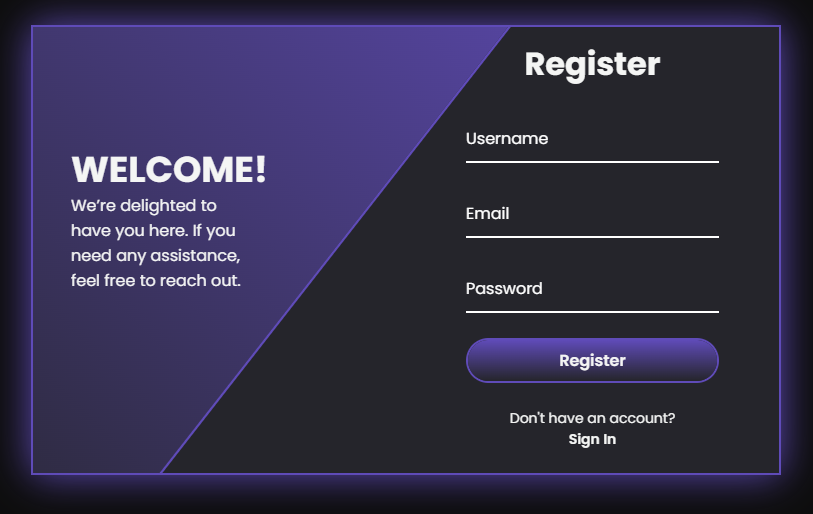 WELCOME!
We’re delighted to
have you here. If you
need any assistance,
feel free to reach out.
Register
Username
Email
Password
Register
Don't have an account?
Sign In